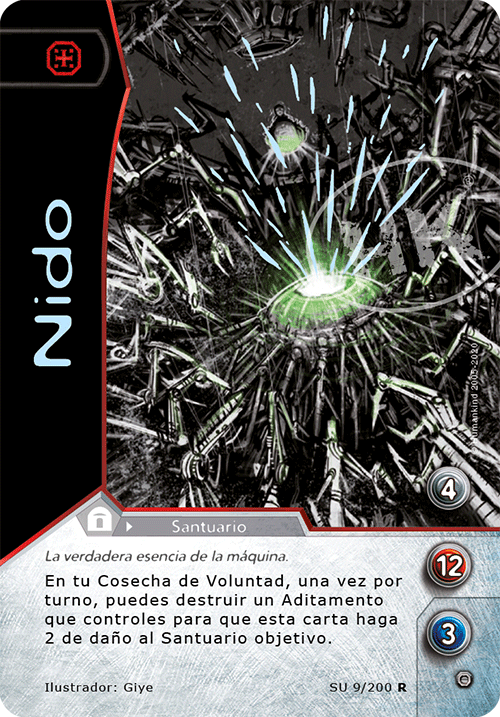 Nido
4
Santuario
La verdadera esencia de la máquina.
En tu Cosecha de Voluntad, una vez por
turno, puedes destruir un Aditamento
que controles para que esta carta haga
2 de daño al Santuario objetivo.
12
3
Ilustrador: Giye
SU 9/200 R